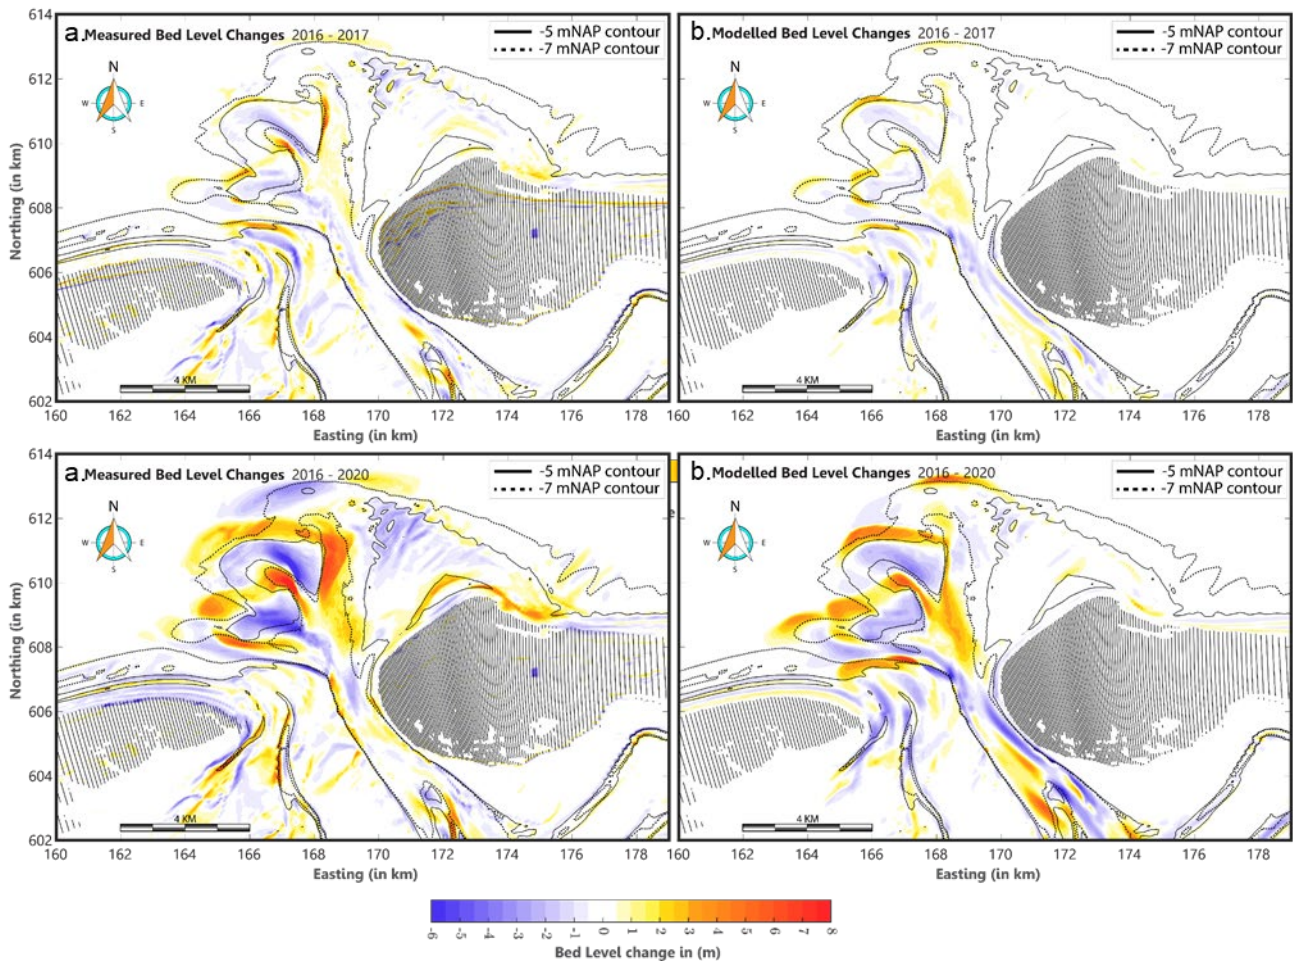 614
a. Measured Bed Level Changes 2016 - 2017
-5 mNAP contour
-7 mNAP contour
b. Modelled Bed Level Changes 2016 - 2017
-5 mNAP contour
-7 mNAP contour
612
N
W E
S
N
W E
S
610
608
606
604
602
Northing (in km)
4 KM
4 KM
160 162 164 166 168 170 172 174 176 178 160 162 164 166 168 170 172 174 176 178
Easting (in km)
Easting (in km)
614
a. Measured Bed Level Changes 2016 - 2020
-5 mNAP contour
-7 mNAP contour
b. Modelled Bed Level Changes 2016 - 2020
-5 mNAP contour
-7 mNAP contour
612
N
W E
S
N
W E
S
610
608
606
604
602
Northing (in km)
4 KM
4 KM
160 162 164 166 168 170 172 174 176 178 160 162 164 166 168 170 172 174 176 178
Easting (in km)
Easting (in km)
-6 -5 -4 -3 -2 -1 0 1 2 3 4 5 6 7 8
Bed Level change in (m)